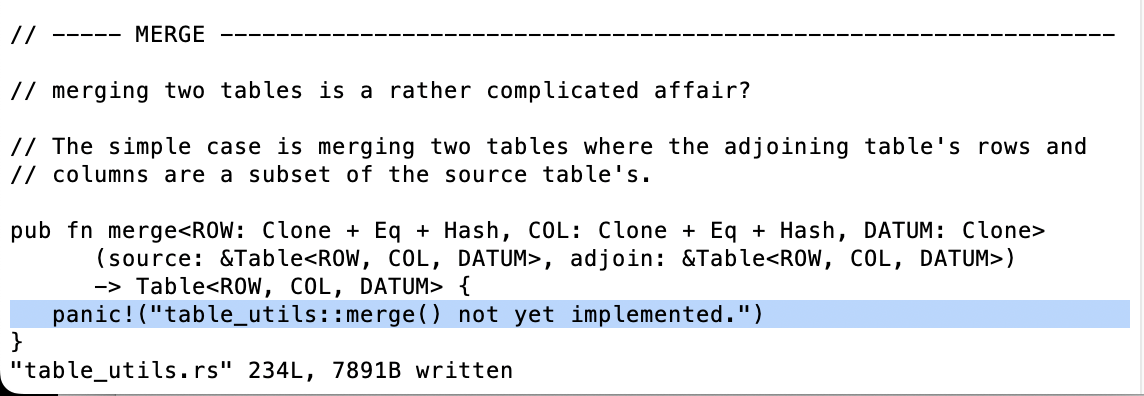 // ----- MERGE -----------------------------------------------------------------
// merging two tables is a rather complicated affair?
// The simple case is merging two tables where the adjoining table's rows and
// columns are a subset of the source table's.
pub fn merge<ROW: Clone + Eq + Hash, COL: Clone + Eq + Hash, DATUM: Clone>
      (source: &Table<ROW, COL, DATUM>, adjoin: &Table<ROW, COL, DATUM>)
      -> Table<ROW, COL, DATUM> {
   panic!("table_utils::merge() not yet implemented.")
}
"table_utils.rs" 234L, 7891B written